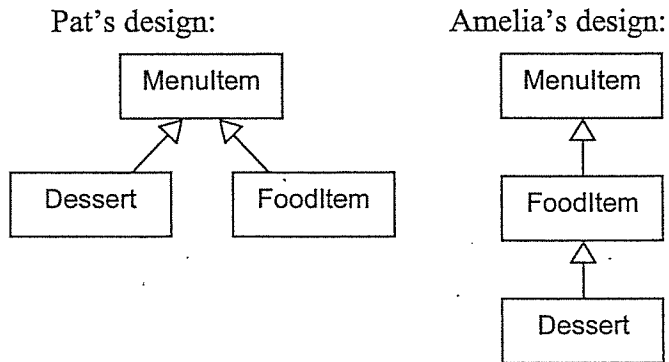 Pat's design:
Amelia's design:
MenuItem
MenuItem
Dessert
FoodItem
FoodItem
Dessert